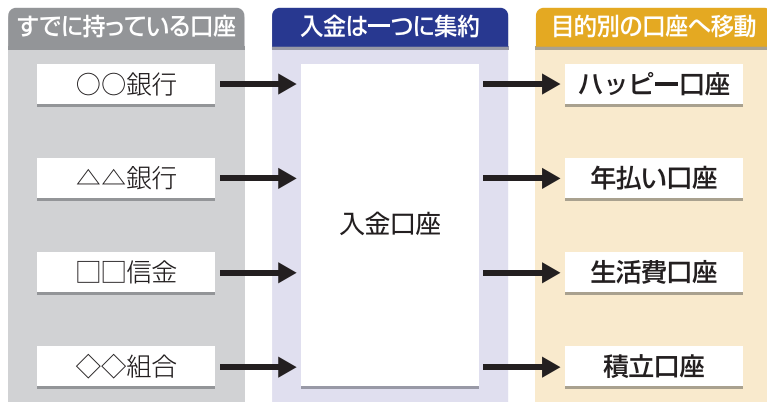 すでに持っている口座
入金は一つに集約
目的別の口座へ移動
○○銀行
△△銀行
□□信金
◇◇組合
入金口座
ハッピー口座
年払い口座
生活費口座
積立口座